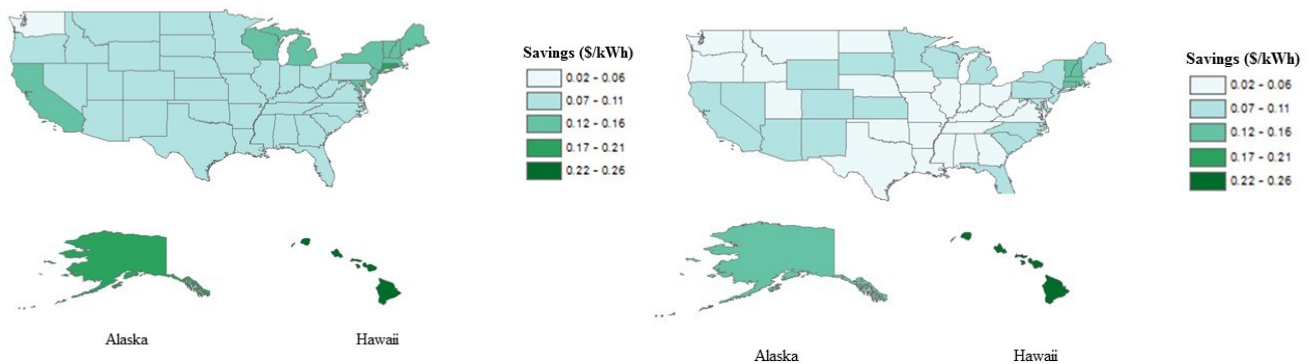 Savings ($/kWh)
0.02 - 0.06
0.07 - 0.11
0.12 - 0.16
0.17 - 0.21
0.22 - 0.26
Alaska
Hawaii
Savings ($/kWh)
0.02 - 0.06
0.07 - 0.11
0.12 - 0.16
0.17 - 0.21
0.22 - 0.26
Alaska
Hawaii